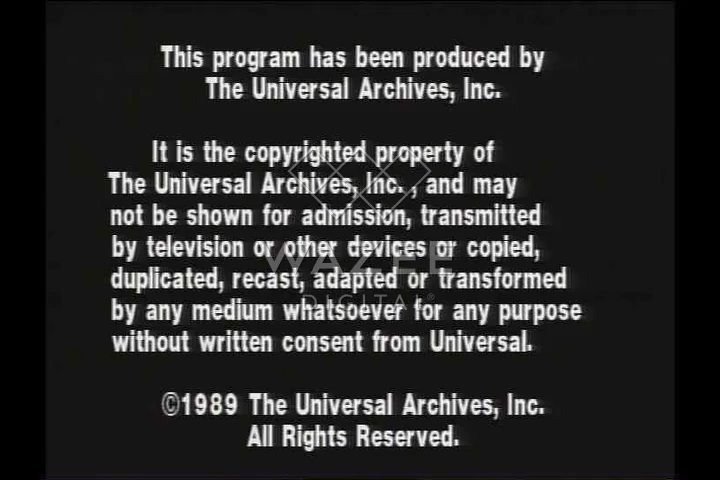 This program has been produced by
The Universal Archives, Inc.
It is the copyrighted property of
The Universal Archives, Inc. , and may
not be shown for admission, transmitted
by television or other devices or copied,
duplicated, recast, adapted or transformed
by any medium whatsoever for any purpose
without written consent from Universal.
©1989 The Universal Archives, Inc.
All Rights Reserved.
WAZEE
DIGITAL®